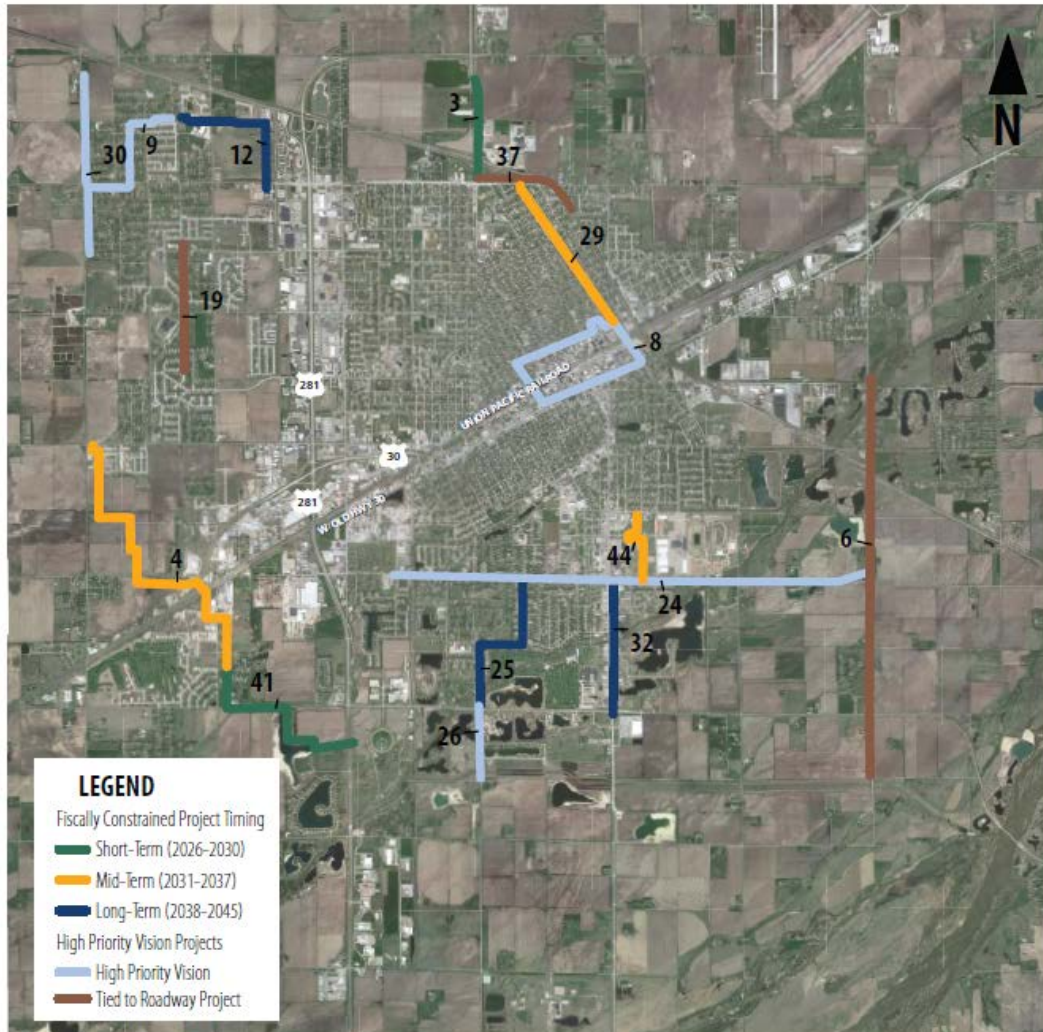 N
3
9
12
30
37
29
19
8
281
UNION PACIFIC RAILROAD
30
281
W OLD HWY 30
4
44
6
24
32
25
41
26
LEGEND
Fiscally Constrained Project Timing
Short-Term (2026-2030)
Mid-Term (2031-2037)
Long-Term (2038-2045)
High Priority Vision Projects
High Priority Vision
Tied to Roadway Project